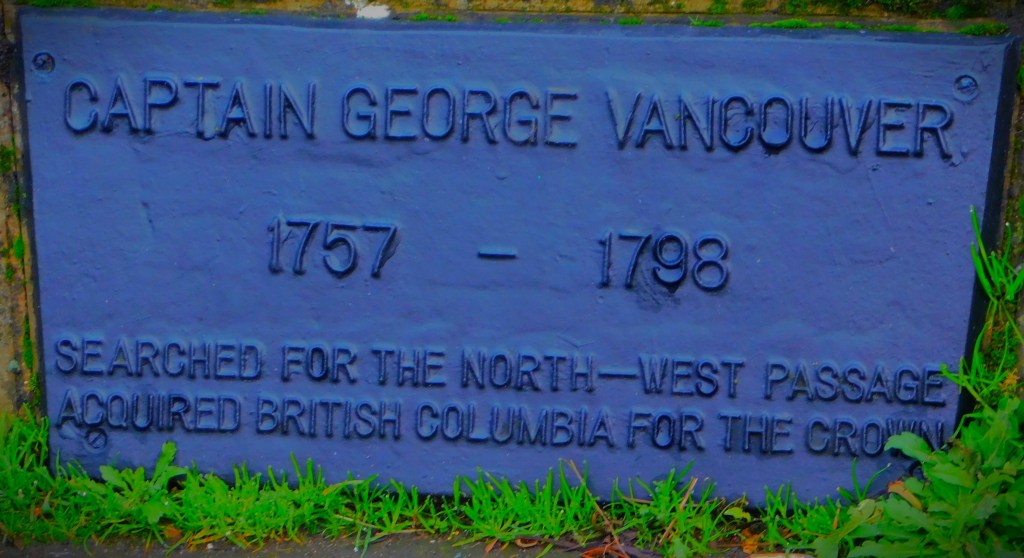 CAPTAIN GEORGE VANCOUVER
1757 - 1798
SEARCHED FOR THE NORTH-WEST PASSAGE
ACQUIRED BRITISH COLUMBIA FOR THE CROWN